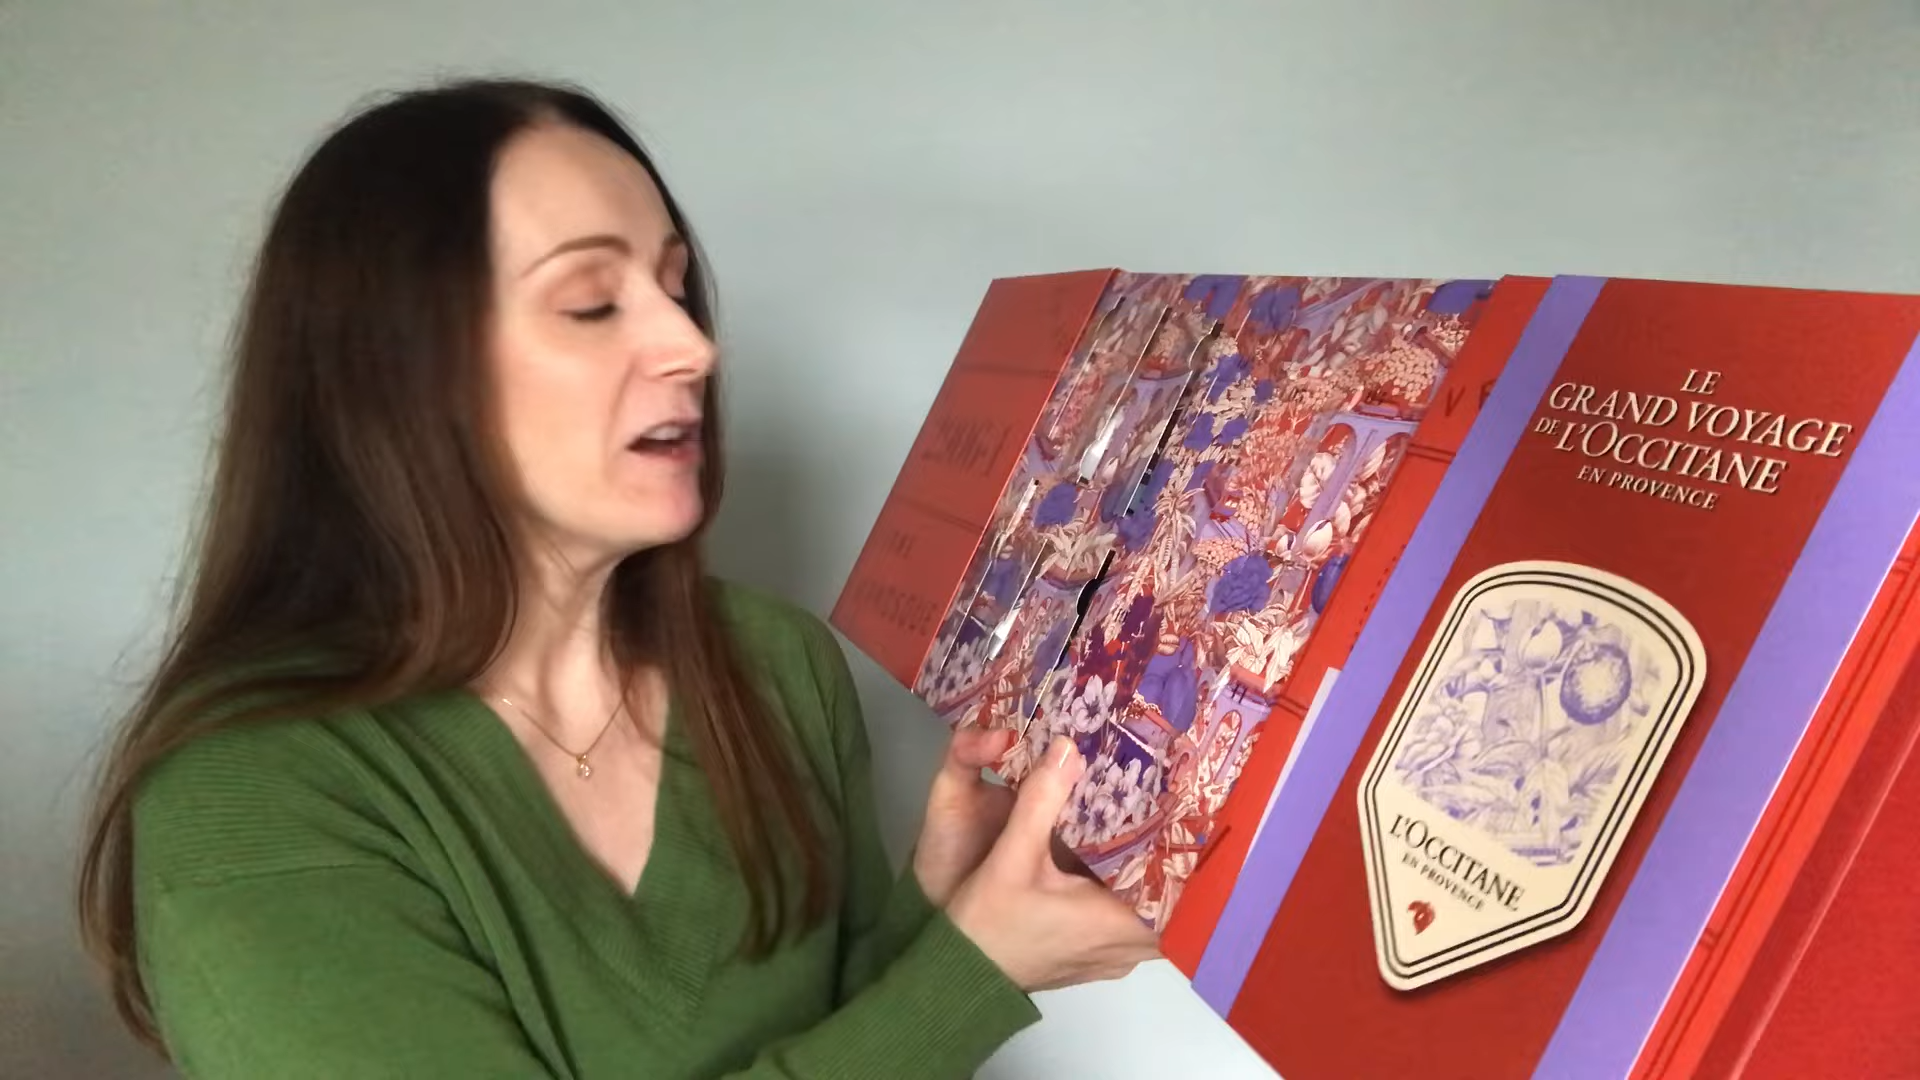 LE
GRAND VOYAGE
DE L'OCCITANE
EN PROVENCE
L'OCCITANE
EN PROVENCE